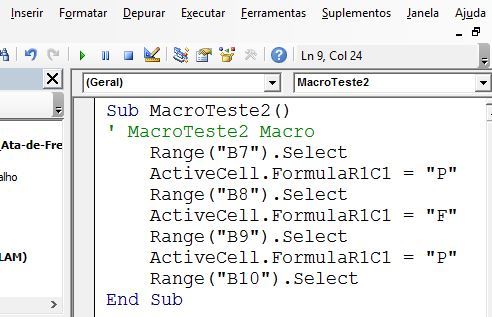 Inserir Formatar Depurar Executar Ferramentas Suplementos Janela Ajuda
Ln 9, Col 24
(Geral) MacroTeste2
_Ata-de-Fre
alho
LAM)
Sub MacroTeste2()
' MacroTeste2 Macro
Range("B7").Select
ActiveCell.FormulaR1C1 = "P"
Range("B8").Select
ActiveCell.FormulaR1C1 = "F"
Range("B9").Select
ActiveCell.FormulaR1C1 = "P"
Range("B10").Select
End Sub